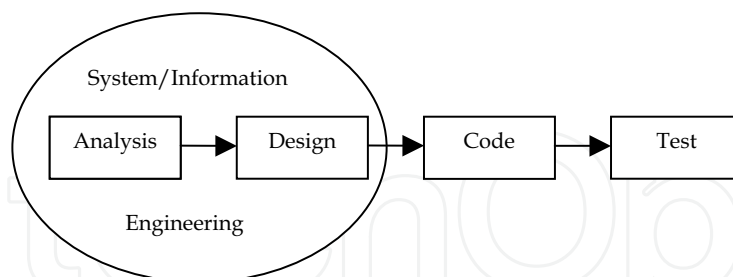 System/Information
Analysis
Design
Code
Test
Engineering